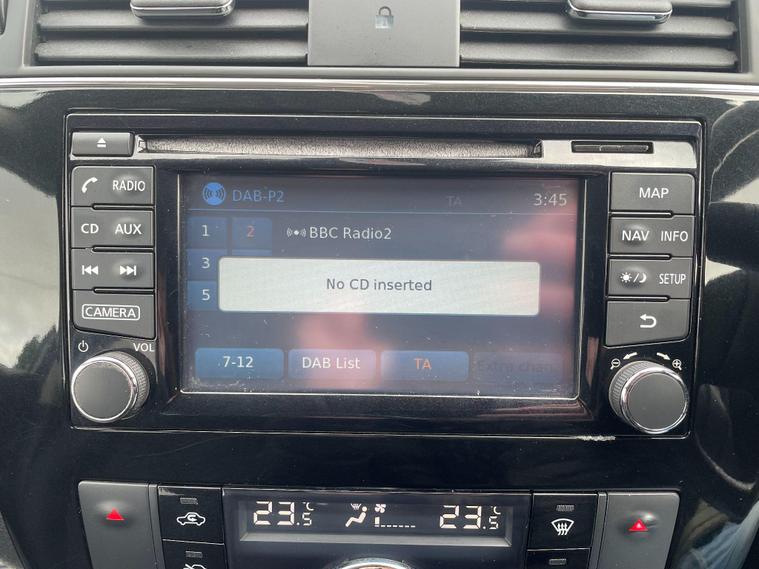 RADIO
CD AUX
CAMERA
VOL
DAB-P2
TA
3:45
1
2
BBC Radio2
3
5
No CD inserted
7-12
DAB List
TA
MAP
NAV INFO
SETUP
23.5°C
23.5°C